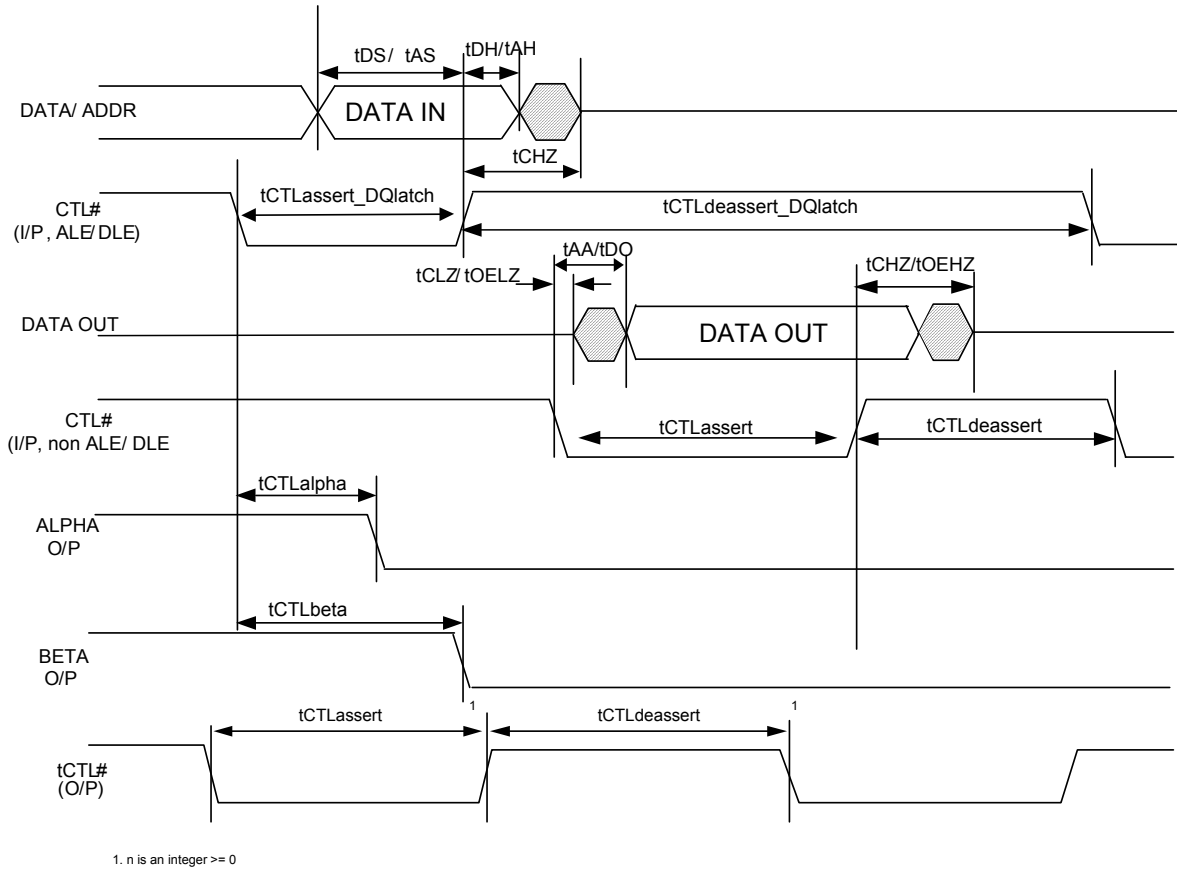 tDS/ tAS
tDH/tAH
DATA/ ADDR
DATA IN
tCHZ
CTL#
(I/P, ALE/ DLE)
tCTLassert_DQlatch
tCTLdeassert_DQlatch
tAA/tDO
tCLZ/ tOELZ
tCHZ/tOEHZ
DATA OUT
DATA OUT
CTL#
(I/P, non ALE/ DLE
tCTLassert
tCTLdeassert
tCTLalpha
ALPHA
O/P
tCTLbeta
BETA
O/P
tCTLassert
1
tCTLdeassert
1
tCTL#
(O/P)
1. n is an integer >= 0